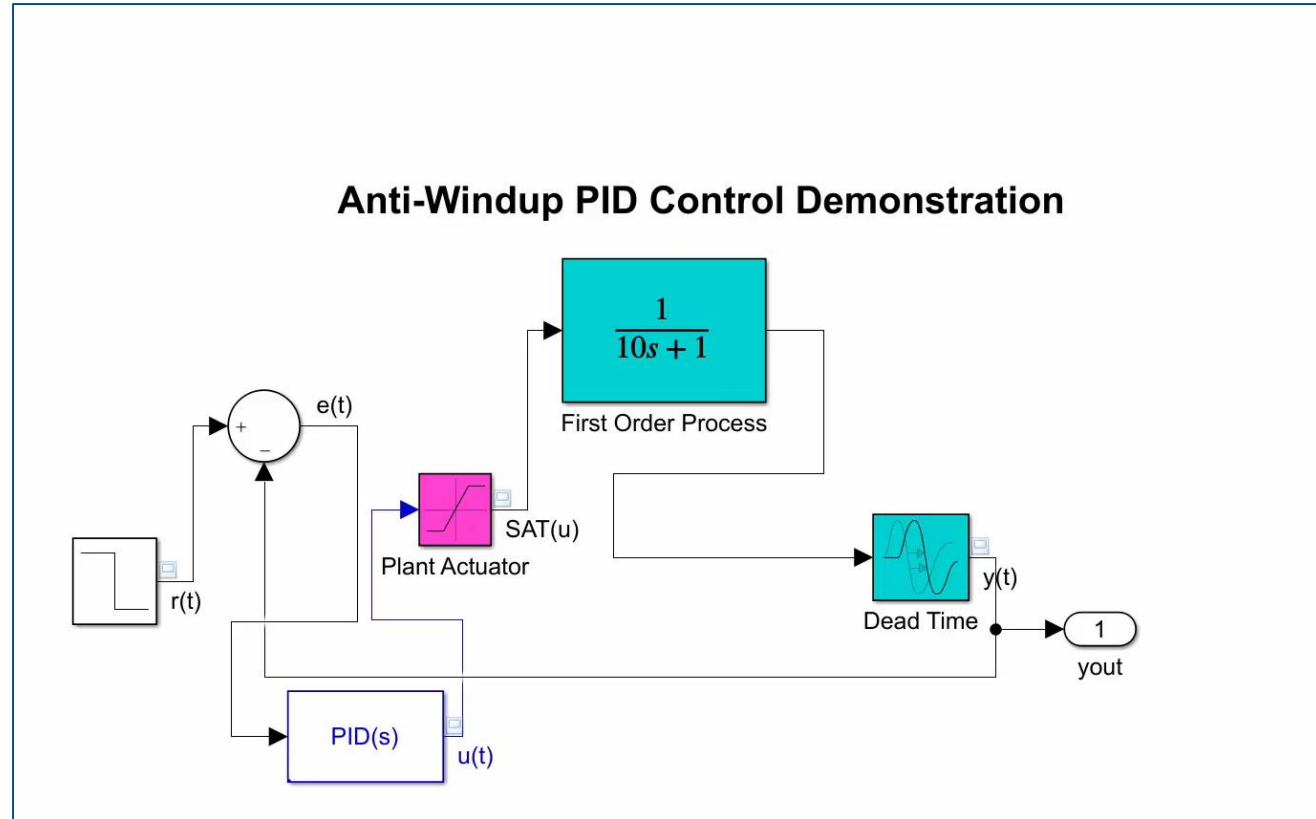 Anti-Windup PID Control Demonstration
1
10s + 1
First Order Process
e(t)
+
−
SAT(u)
Plant Actuator
r(t)
y(t)
Dead Time
1
yout
PID(s)
u(t)